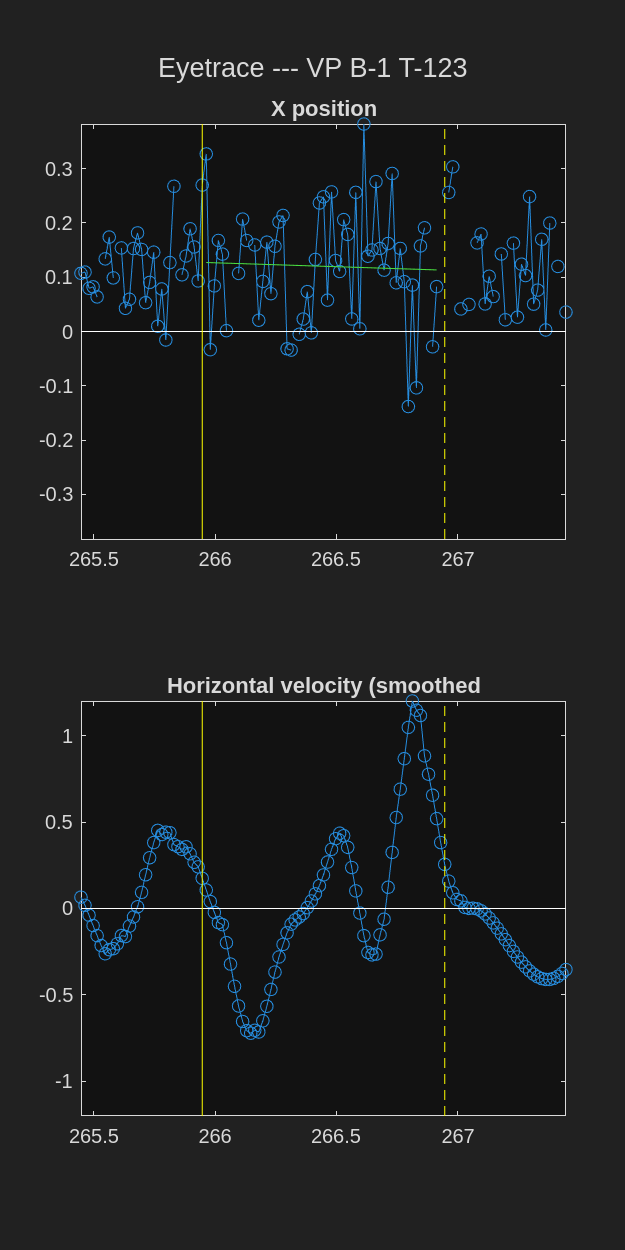 Eyetrace --- VP B-1 T-123
X position
0.3
0.2
0.1
0
-0.1
-0.2
-0.3
265.5 266 266.5 267
Horizontal velocity (smoothed
1
0.5
0
-0.5
-1
265.5 266 266.5 267